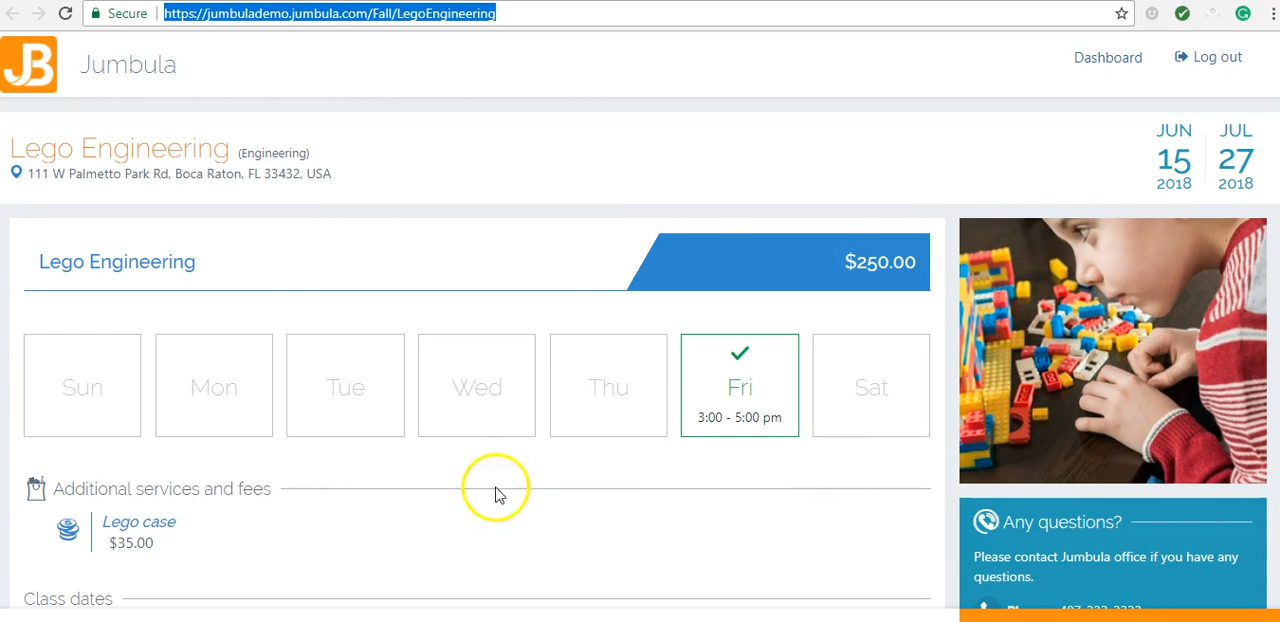 Secure
https://jumbulademo.jumbula.com/Fall/LegoEngineering
JB
Jumbula
Dashboard
Log out
Lego Engineering (Engineering)
111 W Palmetto Park Rd, Boca Raton, FL 33432, USA
JUN
15
2018
JUL
27
2018
Lego Engineering
$250.00
Sun
Mon
Tue
Wed
Thu
Fri
3:00 - 5:00 pm
Sat
Additional services and fees
Lego case
$35.00
Class dates
Any questions?
Please contact Jumbula office if you have any
questions.